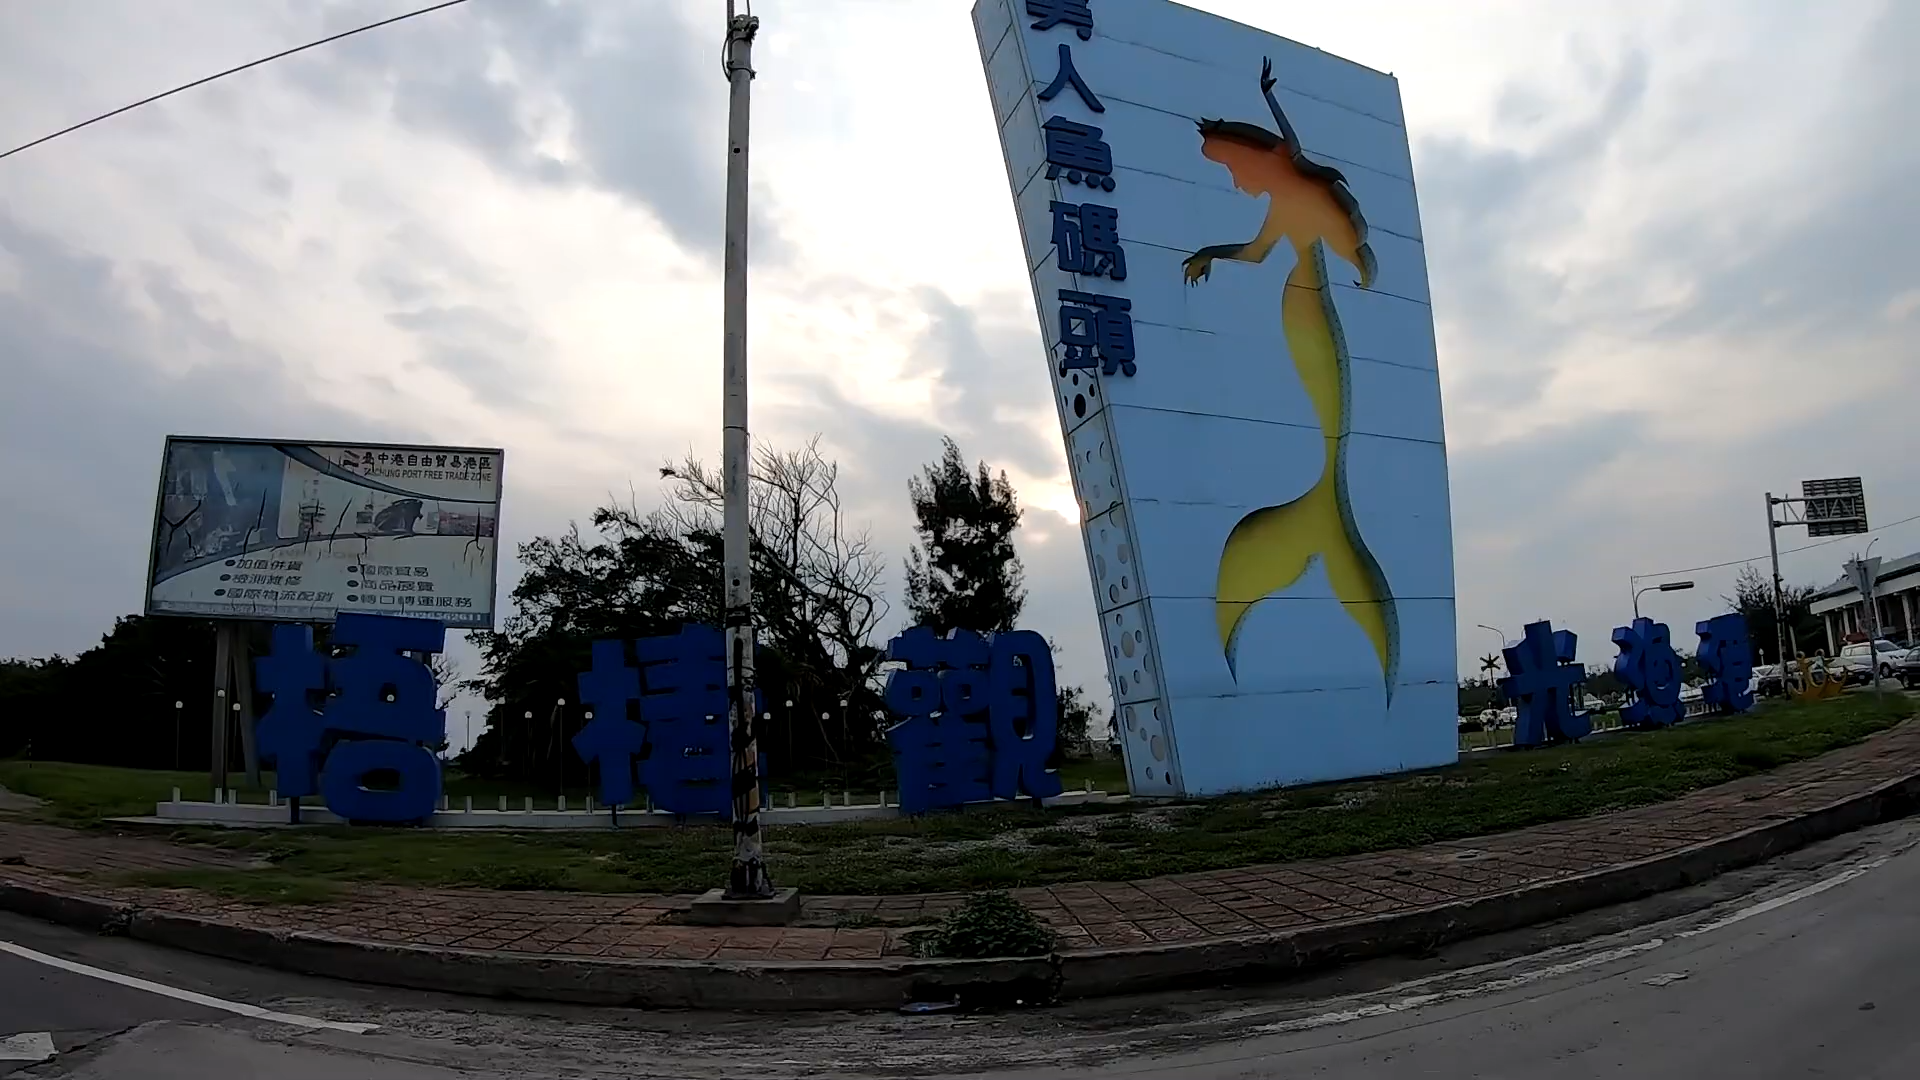 美人魚碼頭
臺中港自由貿易港區
TAICHUNG PORT FREE TRADE ZONE
●加值併貨
●國際貿易
●檢測維修
●商品展覽
●國際物流配銷
●轉口轉運服務
梧棲觀光漁港